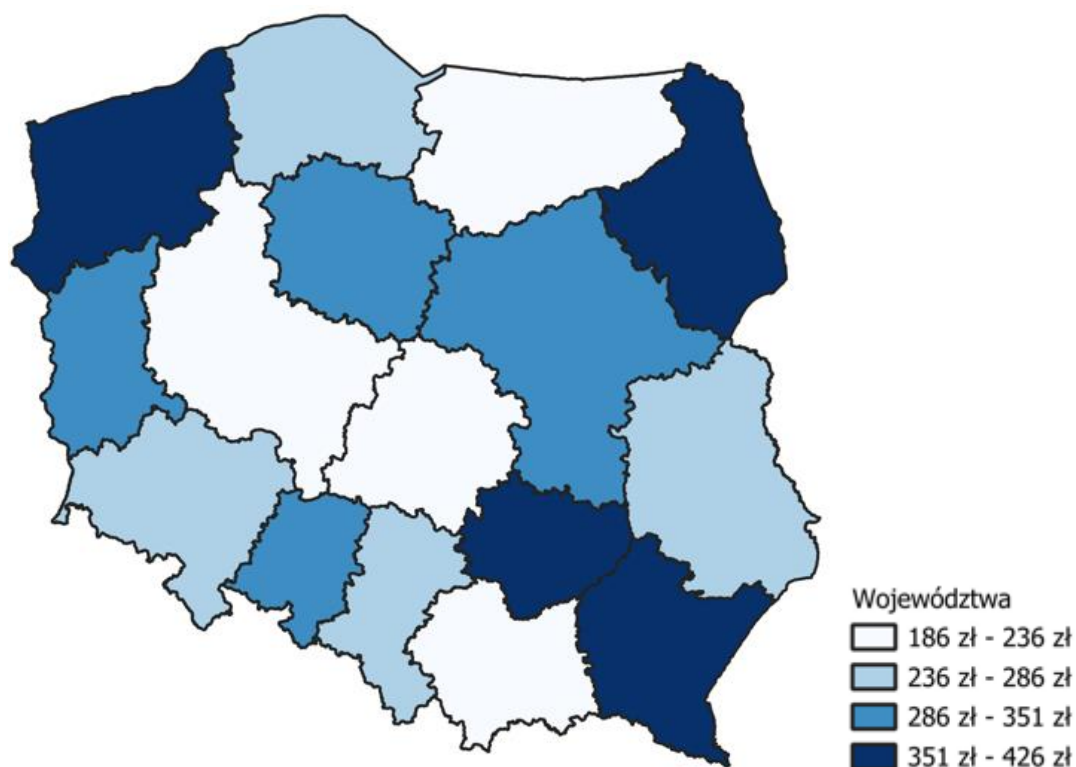 Województwa
186 zł - 236 zł
236 zł - 286 zł
286 zł - 351 zł
351 zł - 426 zł